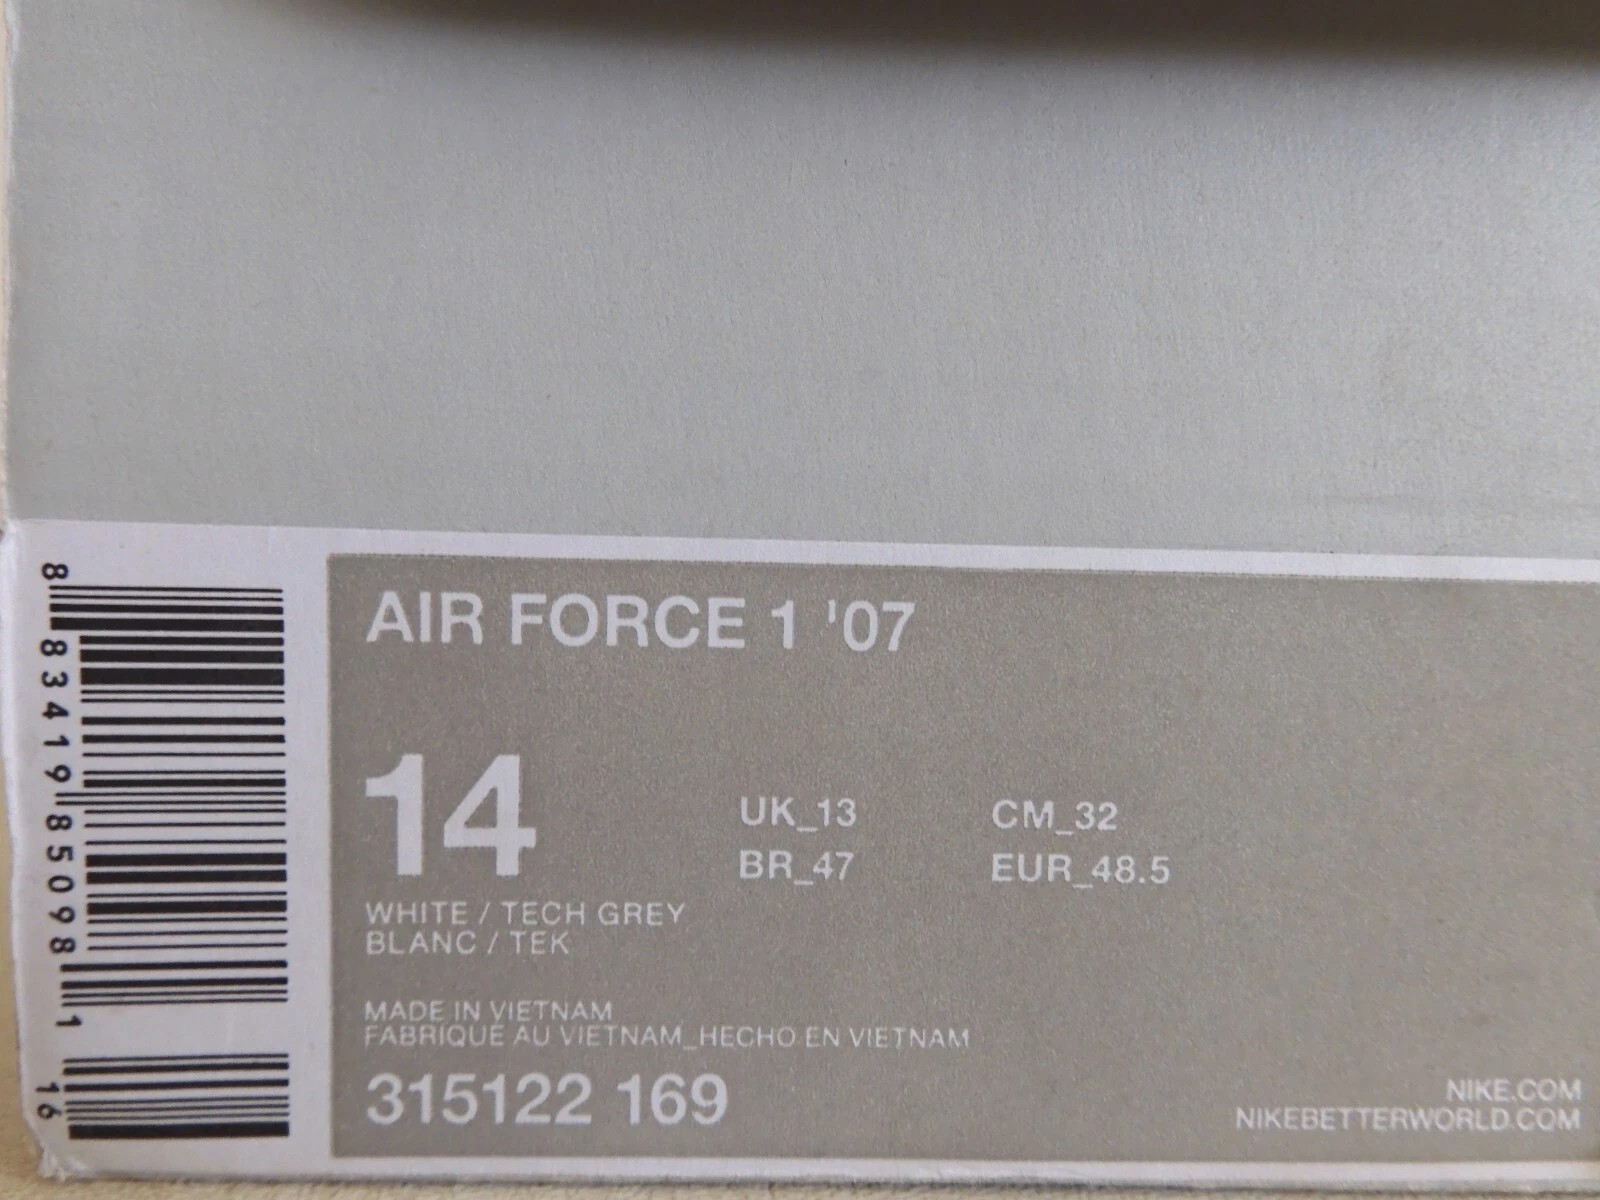 AIR FORCE 1 '07
14
UK_13 CM_32
BR_47 EUR_48.5
WHITE / TECH GREY
BLANC / TEK
MADE IN VIETNAM
FABRIQUE AU VIETNAM_HECHO EN VIETNAM
315122 169
NIKE.COM
NIKEBETTERWORLD.COM
8 83419 85098 1
16